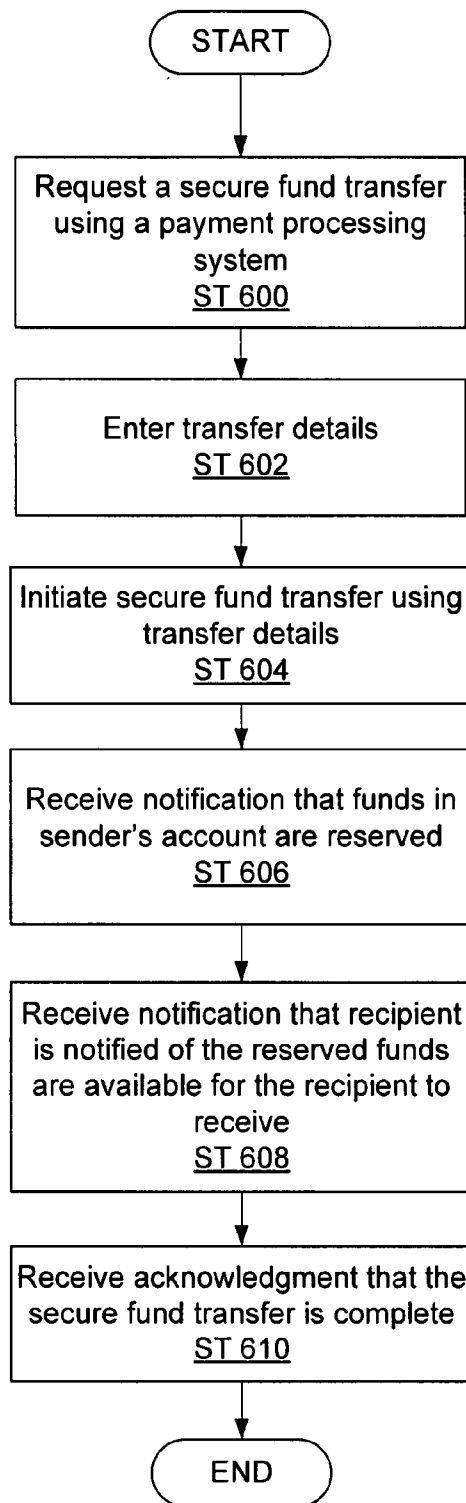 START
Request a secure fund transfer
using a payment processing
system
ST 600
Enter transfer details
ST 602
Initiate secure fund transfer using
transfer details
ST 604
Receive notification that funds in
sender's account are reserved
ST 606
Receive notification that recipient
is notified of the reserved funds
are available for the recipient to
receive
ST 608
Receive acknowledgment that the
secure fund transfer is complete
ST 610
END